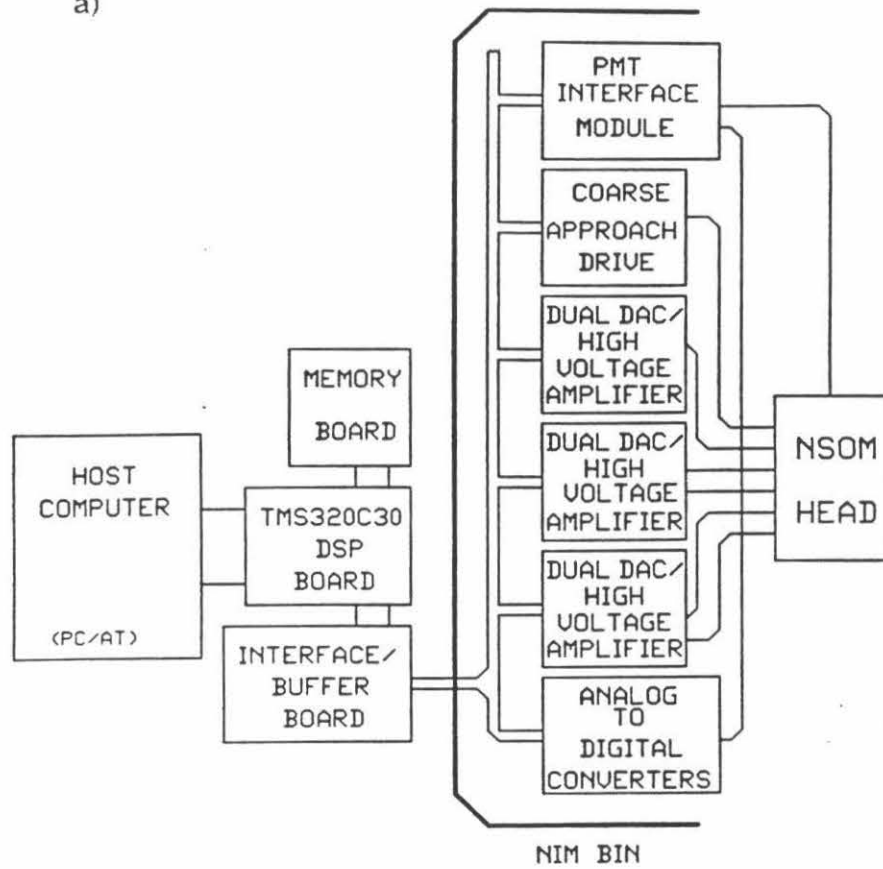 a)
PMT
INTERFACE
MODULE
COARSE
APPROACH
DRIVE
DUAL DAC/
HIGH
VOLTAGE
AMPLIFIER
DUAL DAC/
HIGH
VOLTAGE
AMPLIFIER
DUAL DAC/
HIGH
VOLTAGE
AMPLIFIER
ANALOG
TO
DIGITAL
CONVERTERS
MEMORY
BOARD
HOST
COMPUTER
(PC/AT)
TMS320C30
DSP
BOARD
INTERFACE/
BUFFER
BOARD
NSOM
HEAD
NIM BIN